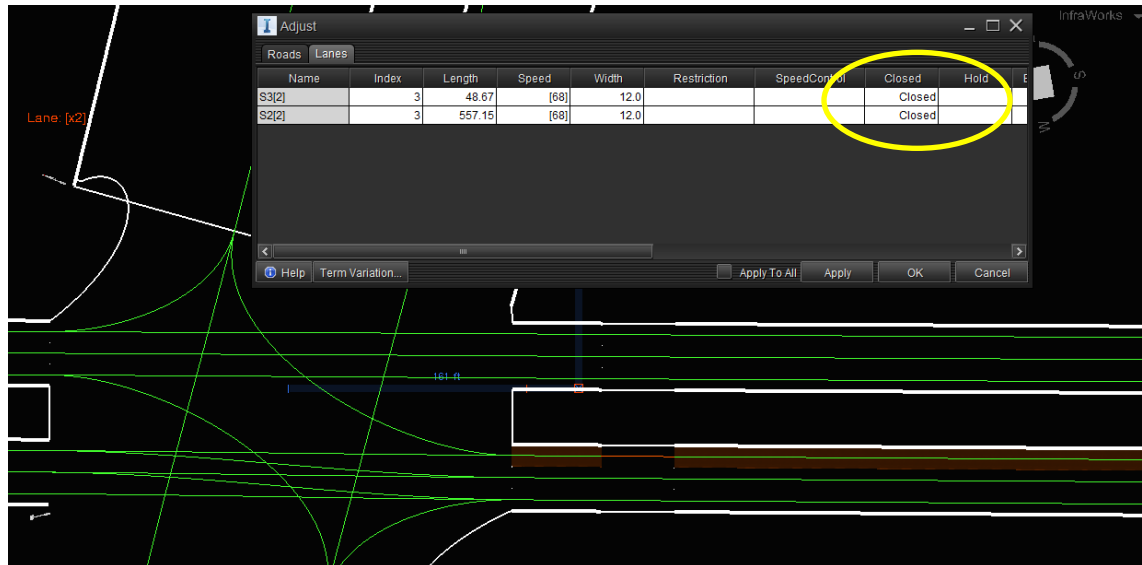 InfraWorks
Adjust
Roads Lanes
Name Index Length Speed Width Restriction SpeedControl Closed Hold
S3[2] 3 48.67 [68] 12.0 Closed
S2[2] 3 557.15 [68] 12.0 Closed
Lane: [x2]
Help Term Variation... Apply To All Apply OK Cancel
161 ft